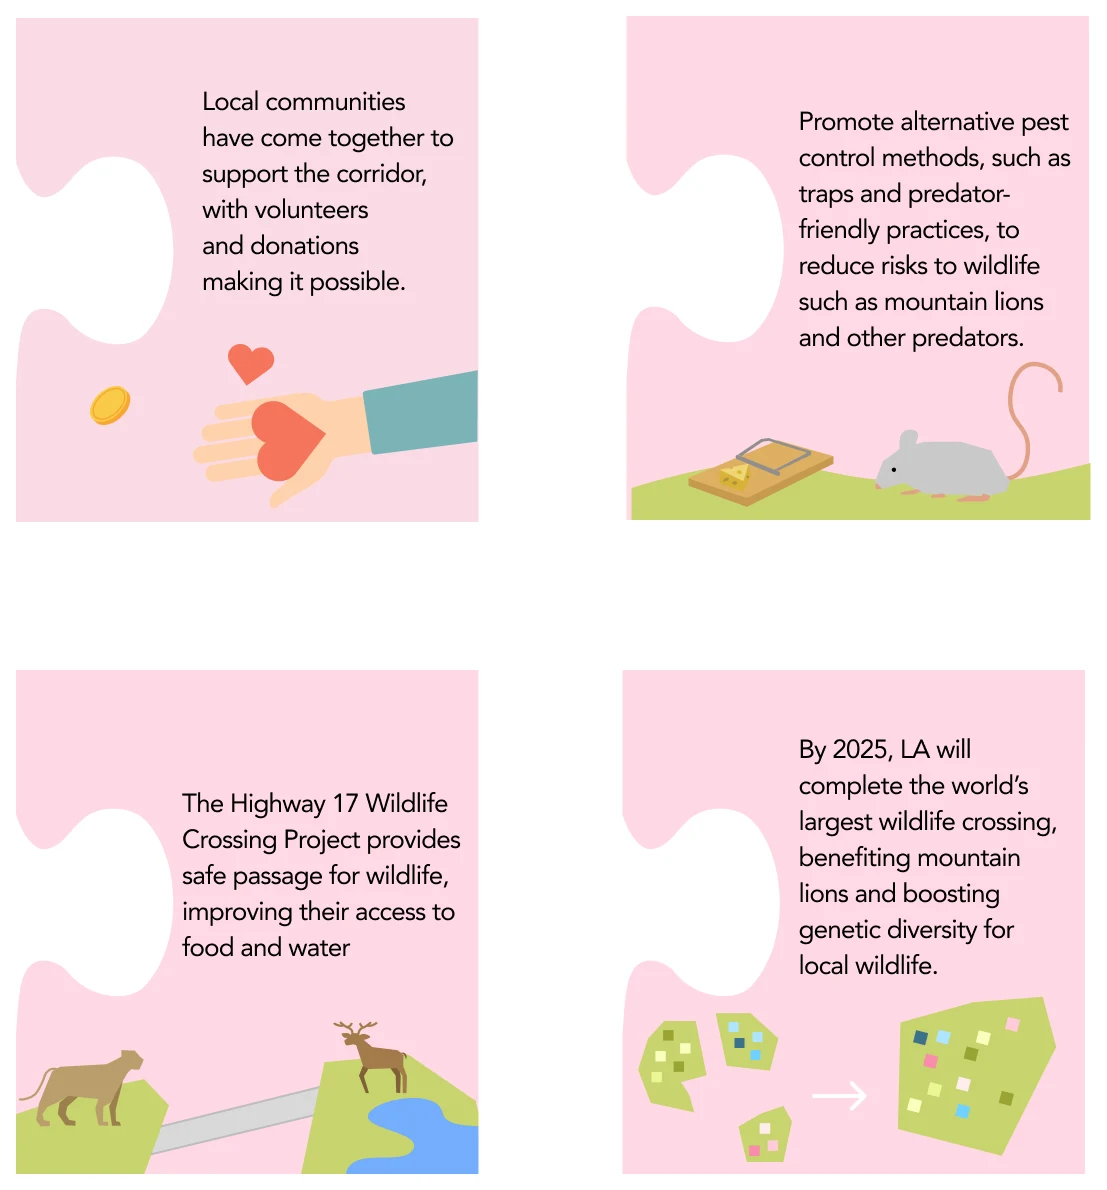 Local communities
have come together to
support the corridor,
with volunteers
and donations
making it possible.
Promote alternative pest
control methods, such as
traps and predator-
friendly practices, to
reduce risks to wildlife
such as mountain lions
and other predators.
The Highway 17 Wildlife
Crossing Project provides
safe passage for wildlife,
improving their access to
food and water
By 2025, LA will
complete the world’s
largest wildlife crossing,
benefiting mountain
lions and boosting
genetic diversity for
local wildlife.